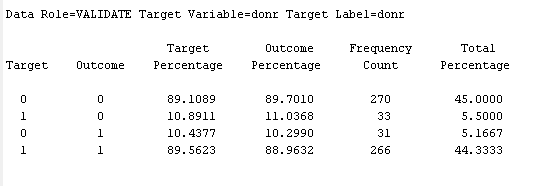 Data Role=VALIDATE Target Variable=donr Target Label=donr
Target Outcome Frequency Total
Target Outcome Percentage Percentage Count Percentage
0 0 89.1089 89.7010 270 45.0000
1 0 10.8911 11.0368 33 5.5000
0 1 10.4377 10.2990 31 5.1667
1 1 89.5623 88.9632 266 44.3333